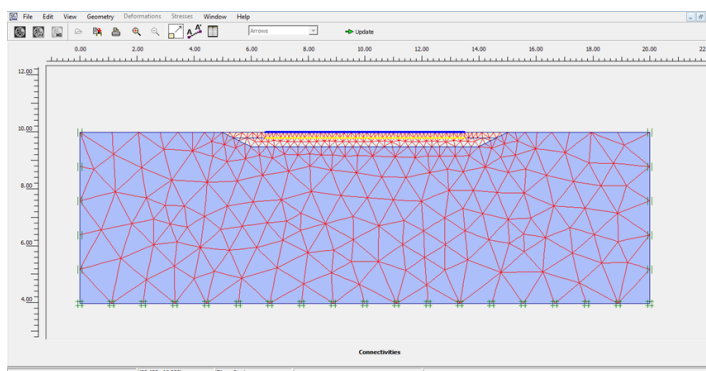 File Edit View Geometry Deformations Stresses Window Help
Arrows Update
0.00 2.00 4.00 6.00 8.00 10.00 12.00 14.00 16.00 18.00 20.00 22
12.00
10.00
8.00
6.00
4.00
A A*
Connectivities